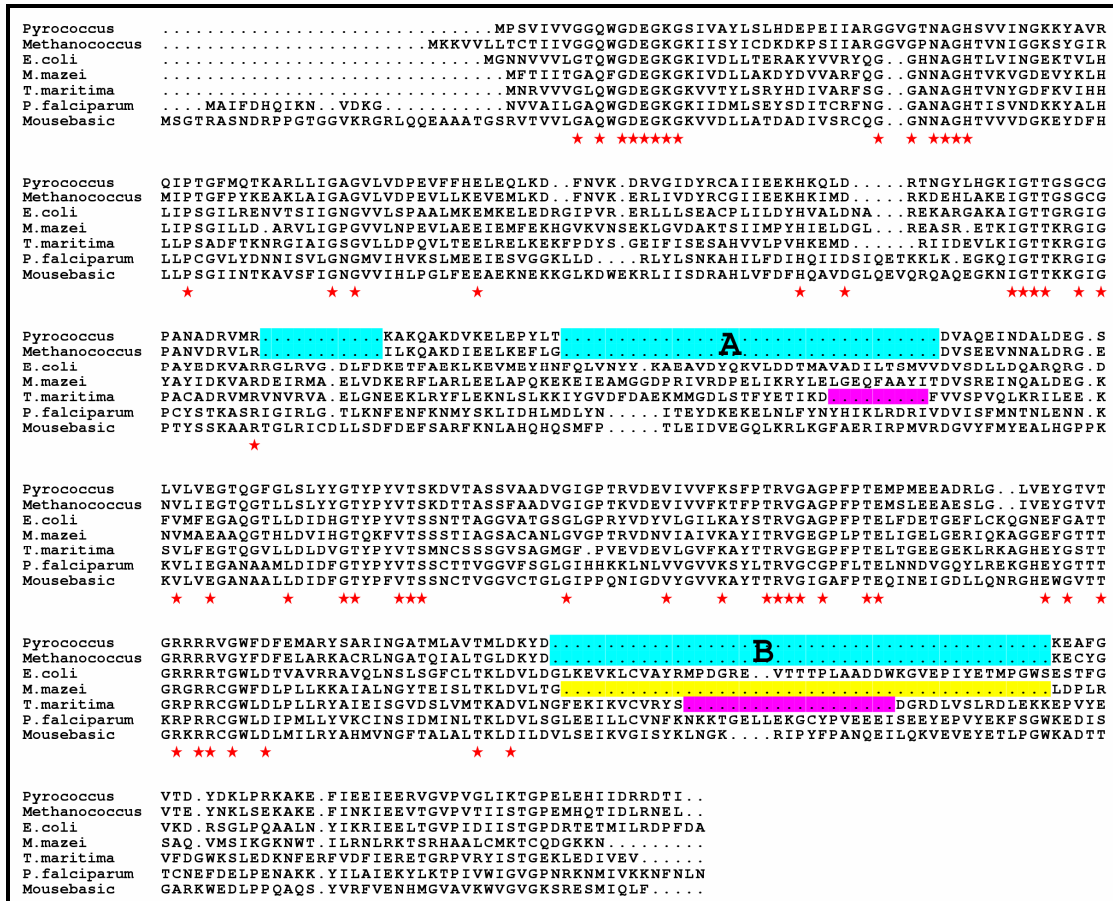 Pyrococcus ..............................MPSVIVVGGQWGDEGKGSIVAYLSLHDEPEIIARGGVGTNAGHSVVINGKKYAVR
Methanococcus ........................MKKVVLLTCTIIVGGQWGDEGKGKIISYICDKDKPSIIARGGVGPNAGHTVNIGGKSYGIR
E.coli .............................MGNNVVVLGTQWGDEGKGKIVDLLTERAKYVVRYQG..GHNAGHTLVINGEKTVLH
M.mazei ...............................MFTIITGAQFGDEGKGKIVDLLAKDYDVVARFQG..GNNAGHTVKVGDEVYKLH
T.maritima ...............................MNRVVVGLQWGDEGKGKVVTYLSRYHDIVARFSG..GANAGHTVNYGDFKVIHH
P.falciparum ....MAIFDHQIKN..VDKG.........NVVAILGAQWGDEGKGKIIDMLSEYSDITCRFNG..GANAGHTISVNDKKYALH
Mousebasic MSGTRASNDRPPGTGGVKRGRLQQEAAATGSRVTVVLGAQWGDEGKGKVVDLLATDADIVSRCQG..GNNAGHTVVVDGKEYDFH
Pyrococcus QIPTGFMQTKARLLIGAGVLVDPEVFFHELEQLKD..FNVK.DRVGIDYRCAIIEEKHKQLD.....RTNGYLHGKIGTTGSGCG
Methanococcus MIPTGFPYKEAKLAIGAGVLVDPEVLLKEVEMLKD..FNVK.ERLIVDYRCGIIEEKHKIMD.....RKDEHLAKEIGTTGSGCG
E.coli LIPSGILRENVTSIIGNGVVLSPAALMKEMKELEDRGIPVR.ERLLLSEACPLILDYHVALDNA...REKARGAKAIGTTGRGIG
M.mazei LIPSGILLD.ARVLIGPGVVLNPEVLAEEIEMFEKHGVKVNSEKLGVDAKTSIIMPYHIELDGL...REASR.ETKIGTTKRGIG
T.maritima LLPSADFTKNRGIAIGSGVLLDPQVLTEELRELKEKFPDYS.GEIFISESAHVVLPVHKEMD.....RIIDEVLKIGTTKRGIG
P.falciparum LLPCGVLYDNNISVLGNGMVIHVKSLMEEIESVGGKLLD..RLYLSNKAHILFDIHQIIDSIQETKKLK.EGKQIGTTKRGIG
Mousebasic LLPSGIINTKAVSFIGNGVVIHLPGLFEEAEKNEKKGLKDWEKRLIISDRAHLVFDFHQAVDGLQEVQRQAQEGKNIGTTKKGIG
Pyrococcus PANADRVMR...........KAKQAKDVKELEPYLT..................................DVAQEINDALDEG.S
Methanococcus PANVDRVLR...........ILKQAKDIEELKEFLG..................................DVSEEVNNALDRG.E
E.coli PAYEDKVARRGLRVG.DLFDKETFAEKLKEVMEYHNFQLVNYY.KAEAVDYQKVLDDTMAVADILTSMVVDVSDLLDQARQRG.D
M.mazei AYYIDKVARDEIRMA.ELVDKERFLARLEELAPQKEKEIEAMGGDPRIVRDPELIKRYLELGEQFAAYITDVSREINQALDEG.K
T.maritima PACADRVMRVNVRVA.ELGNEEKLRYFLEKNLSLKKIYGVDFDAEKMMGDLSTFYETIKD.........FVVSPVQLKRILEE.K
P.falciparum PCYSTKASRIGIRLG.TLKNFENFKNMYSKLIDHLMDLYN.....ITEYDKEKELNLFYNYHIKLRDRIVDVISFMNTNLENN.K
Mousebasic PTYSSKAARTGLRICDLLSDFDEFSARFKNLAHQHQSMFP.....TLEIDVEGQLKRLKGFAERIRPMVRDGVYFMYEALHGPPK
A
Pyrococcus LVLVEGTQGFGLSLYYGTYPYVTSKDVTASSVAADVGIGPTRVDEVIVVFKSFPTRVGAGPFPTEMPMEEADRLG..LVEYGTVT
Methanococcus NVLIEGTQGTLLSLYYGTYPYVTSKDTTASSFAADVGIGPTKVDEVIVVFKTFPTRVGAGPFPTEMSLEEAESLG..IVEYGTVT
E.coli FVMFEGAQGTLLDIDHGTYPYVTSSNTTAGGVATGSGLGPRYVDYVLGILKAYSTRVGAGPFPTELFDETGEFLCKQGNEFGATT
M.mazei NVMAEAAQGTHLDVIHGTQKFVTSSSTIAGSACANLGVGPTRVDNVIAIVKAYITRVGEGPLPTELIGELGERIQKAGGEFGTTT
T.maritima SVLFEGTQGVLLDLDVGTYPYVTSMNCSSSGVSAGMGF.PVEVDEVLGVFKAYTTRVGEGPFPTELTGEEGEKLRKAGHEYGSTT
P.falciparum KVLIEGANAAMLDIDFGTYPYVTSSCTTVGGVFSGLGIHHKKLNLVVGVVKSYLTRVGCGPFLTELNNDVGQYLREKGHEYGTTT
Mousebasic KVLVEGANAALLDIDFGTYPFVTSSNCTVGGVCTGLGIPPQNIGDVYGVVKAYTTRVGIGAFPTEQINEIGDLLQNRGHEWGVTT
Pyrococcus GRRRRVGWFDFEMARYSARINGATMLAVTMLDKYD.............................................KEAFG
Methanococcus GRRRRVGYFDFELARKACRLNGATQIALTGLDKYD.............................................KECYG
E.coli GRRRRTGWLDTVAVRRAVQLNSLSGFCLTKLDVLDGLKEVKLCVAYRMPDGRE..VTTTPLAADDWKGVEPIYETMPGWSESTFG
M.mazei GRGRRCGWFDLPLLKKAIALNGYTEISLTKLDVLTG............................................LDPLR
T.maritima GRPRRCGWLDLPLLRYAIEISGVDSLVMTKADVLNGFEKIKVCVRYS...................DGRDLVSLRDLEKKEPVYE
P.falciparum KRPRRCGWLDIPMLLYVKCINSIDMINLTKLDVLSGLEEILLCVNFKNKKTGELLEKGCYPVEEEISEEYEPVYEKFSGWKEDIS
Mousebasic GRKRRCGWLDLMILRYAHMVNGFTALALTKLDILDVLSEIKVGISYKLNGK...RIPYFPANQEILQKVEVEYETLPGWKADTT
B
Pyrococcus VTD.YDKLPRKAKE.FIEEIEERVGVPVGLIKTGPELEHIIDRRDTI..
Methanococcus VTE.YNKLSEKAKE.FINKIEEVTGVPVTIISTGPEMHQTIDLRNEL..
E.coli VKD.RSGLPQAALN.YIKRIEELTGVPIDIISTGPDRTETMILRDPFDA
M.mazei SAQ.VMSIKGKNWT.ILRNLRKTSRHAALCMKTCQDGKKN.........
T.maritima VFDGWKSLEDKNFERFVDFIERETGRPVRYISTGEKLEDIVEV......
P.falciparum TCNEFDELPENAKK.YILAIEKYLKTPIVWIGVGPNRKNMIVKKNFNLN
Mousebasic GARKWEDLPPQAQS.YVRFVENHMGVAVKWVGVGKSRESMIQLF.....